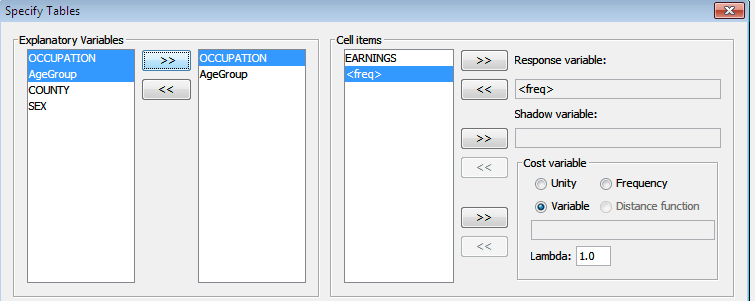 Specify Tables
Explanatory Variables
OCCUPATION
AgeGroup
COUNTY
SEX
>>
<<
OCCUPATION
AgeGroup
Cell items
EARNINGS
<freq>
>>
Response variable:
<<
<freq>
Shadow variable:
>>
<<
Cost variable
Unity
Frequency
Variable
Distance function
>>
<<
Lambda: 1.0